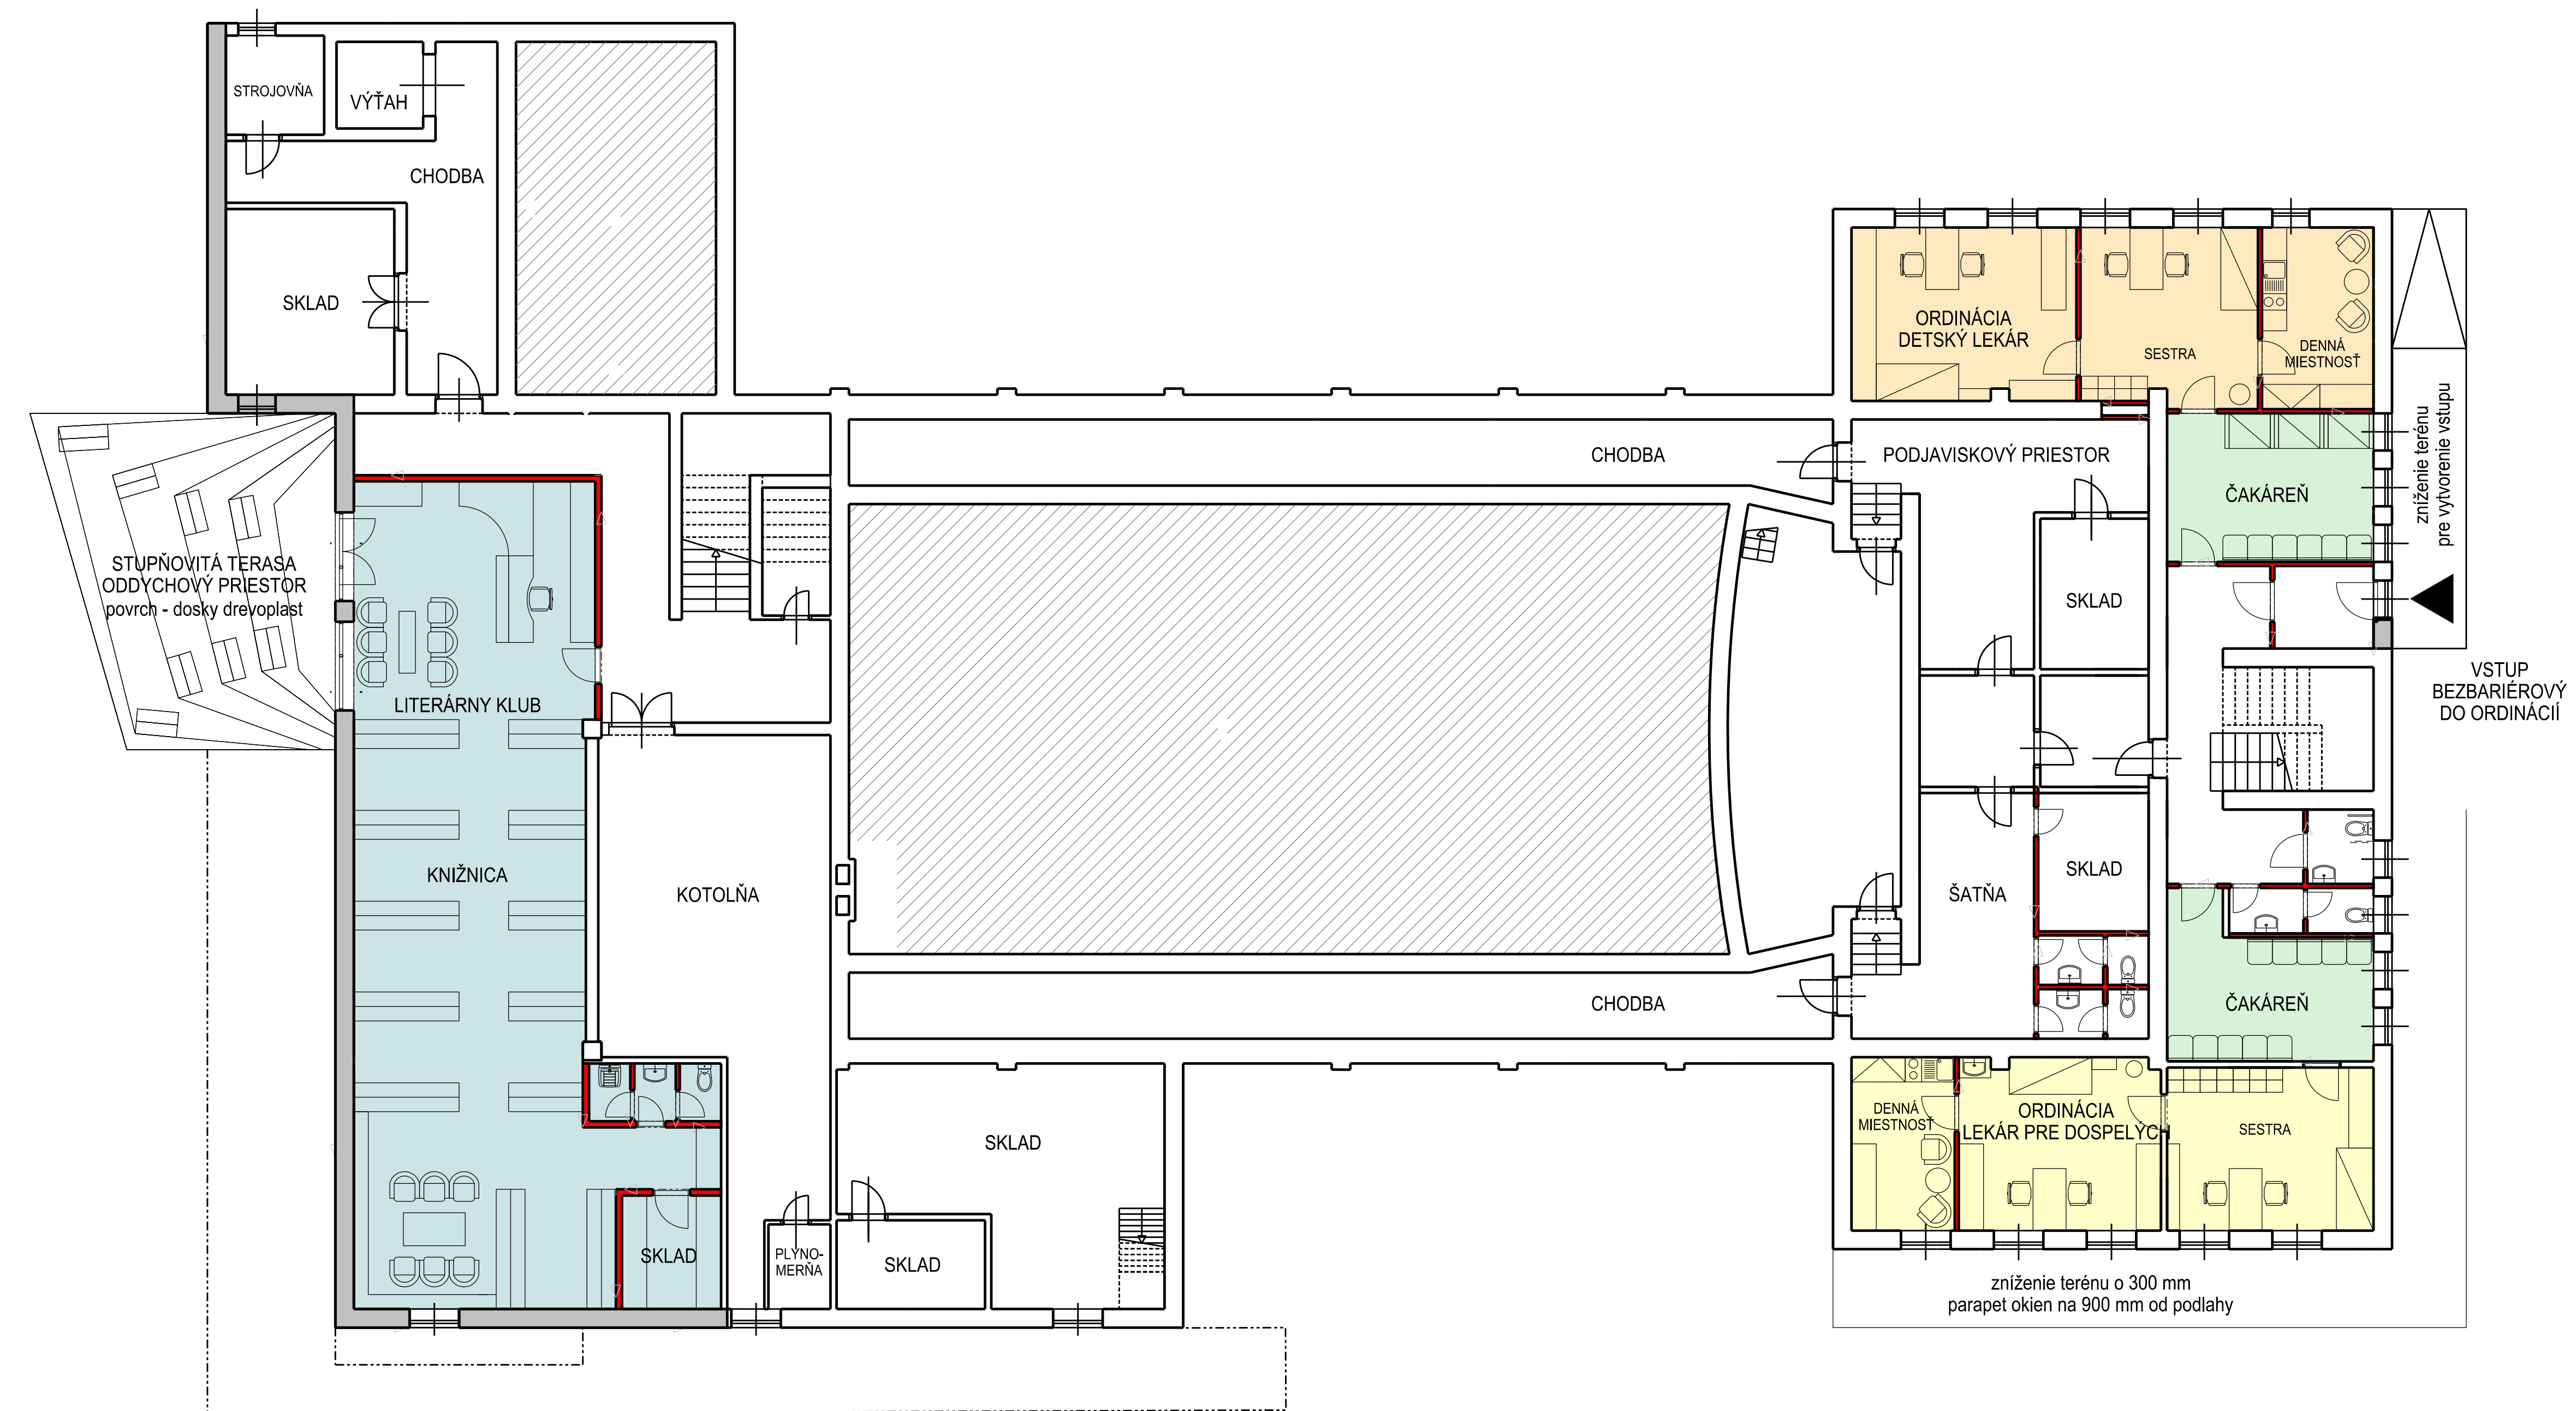 STROJOVŇA
VÝŤAH
CHODBA
SKLAD
STUPŇOVITÁ TERASA
ODDYCHOVÝ PRIESTOR
povrch - dosky drevoplast
LITERÁRNY KLUB
KNIŽNICA
KOTOLŇA
SKLAD
PLYNO-
MERŇA
SKLAD
SKLAD
CHODBA
CHODBA
PODJAVISKOVÝ PRIESTOR
SKLAD
SKLAD
ŠATŇA
ORDINÁCIA
DETSKÝ LEKÁR
SESTRA
DENNÁ
MIESTNOSŤ
ČAKÁREŇ
zníženie terénu
pre vytvorenie vstupu
VSTUP
BEZBARIÉROVÝ
DO ORDINÁCIÍ
ČAKÁREŇ
DENNÁ
MIESTNOSŤ
ORDINÁCIA
LEKÁR PRE DOSPELÝCH
SESTRA
zníženie terénu o 300 mm
parapet okien na 900 mm od podlahy